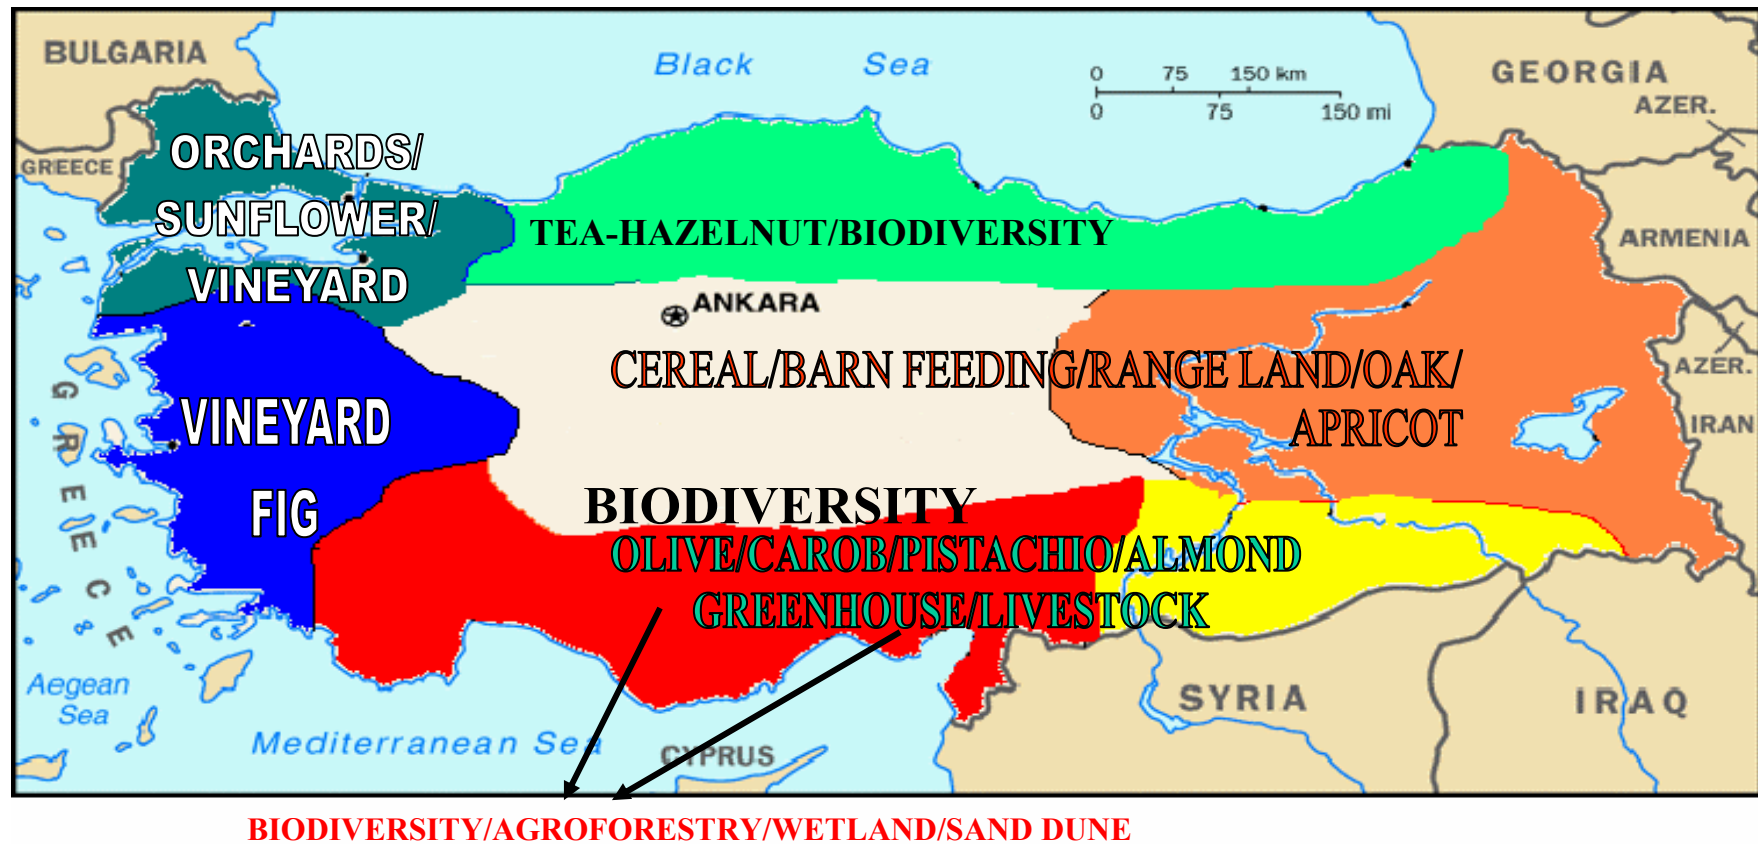 BULGARIA
Black Sea
0 75 150 km
0 75 150 mi
GEORGIA
AZER.
GREECE
ORCHARDS/
SUNFLOWER/
VINEYARD
TEA-HAZELNUT/BIODIVERSITY
ARMENIA
ANKARA
CEREAL/BARN FEEDING/RANGE LAND/OAK/
APRICOT
AZER.
IRAN
GREECE
VINEYARD
FIG
BIODIVERSITY
OLIVE/CAROB/PISTACHIO/ALMOND
GREENHOUSE/LIVESTOCK
Aegean
Sea
SYRIA
IRAQ
Mediterranean Sea
CYPRUS
BIODIVERSITY/AGROFORESTRY/WETLAND/SAND DUNE